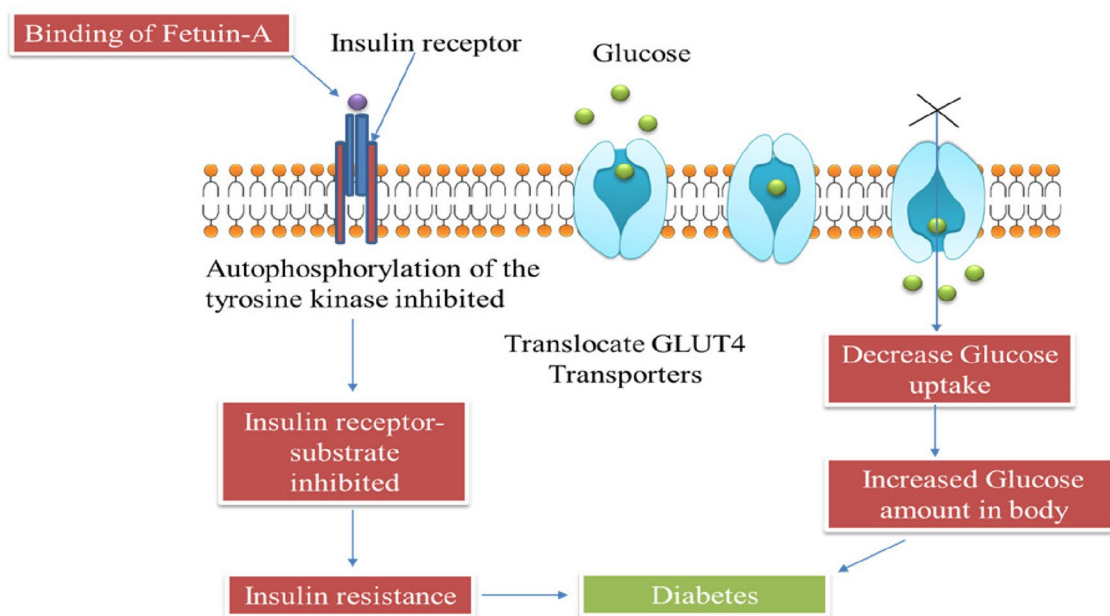 Binding of Fetuin-A
Insulin receptor
Glucose
Autophosphorylation of the
tyrosine kinase inhibited
Translocate GLUT4
Transporters
Decrease Glucose
uptake
Insulin receptor-
substrate
inhibited
Increased Glucose
amount in body
Insulin resistance
Diabetes